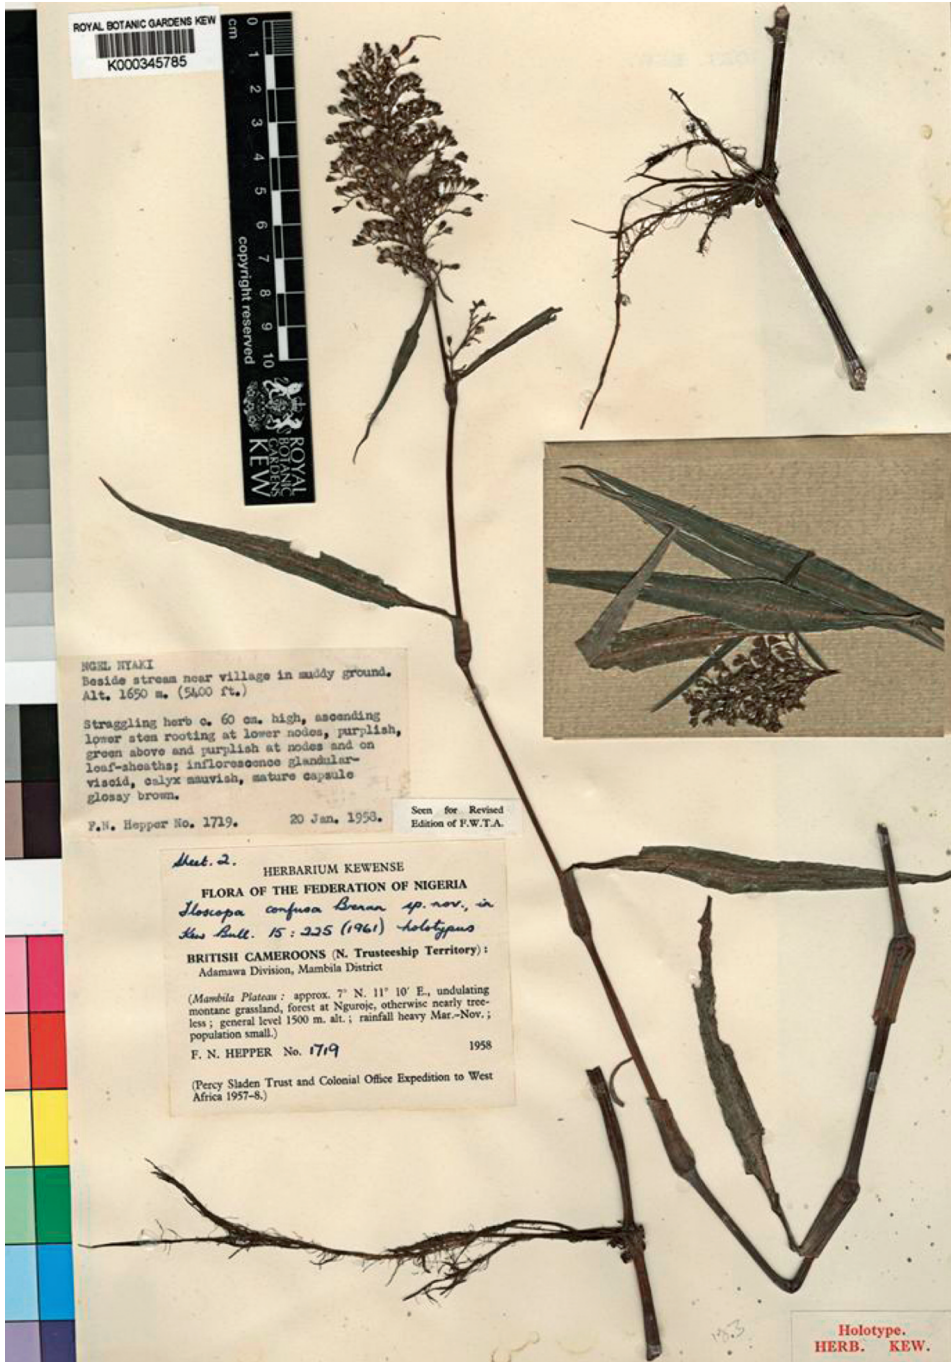 ROYAL BOTANIC GARDENS KEW
K000345785
0
cm
1
2
3
4
5
6
7
8
9
10
copyright reserved
ROYAL
BOTANIC
GARDENS
KEW
NGEL NYAKI
Beside stream near village in muddy ground.
Alt. 1650 m. (5400 ft.)
Straggling herb c. 60 cm. high, ascending
lower stem rooting at lower nodes, purplish,
green above and purplish at nodes and on
leaf-sheaths; inflorescence glandular-
viscid, calyx mauvish, mature capsule
glossy brown.
F.N. Hepper No. 1719. 20 Jan. 1958.
Seen for Revised
Edition of F.W.T.A.
Sheet. 2.
HERBARIUM KEWENSE
FLORA OF THE FEDERATION OF NIGERIA
Floscopa confusa Brenan sp. nov., in
Kew Bull. 15 : 225 (1961) holotypus
BRITISH CAMEROONS (N. Trusteeship Territory) :
Adamawa Division, Mambila District
(Mambila Plateau : approx. 7° N. 11° 10′ E., undulating
montane grassland, forest at Nguroje, otherwise nearly tree-
less ; general level 1500 m. alt. ; rainfall heavy Mar.–Nov. ;
population small.)
F. N. HEPPER No. 1719 1958
(Percy Sladen Trust and Colonial Office Expedition to West
Africa 1957–8.)
Holotype.
HERB. KEW.